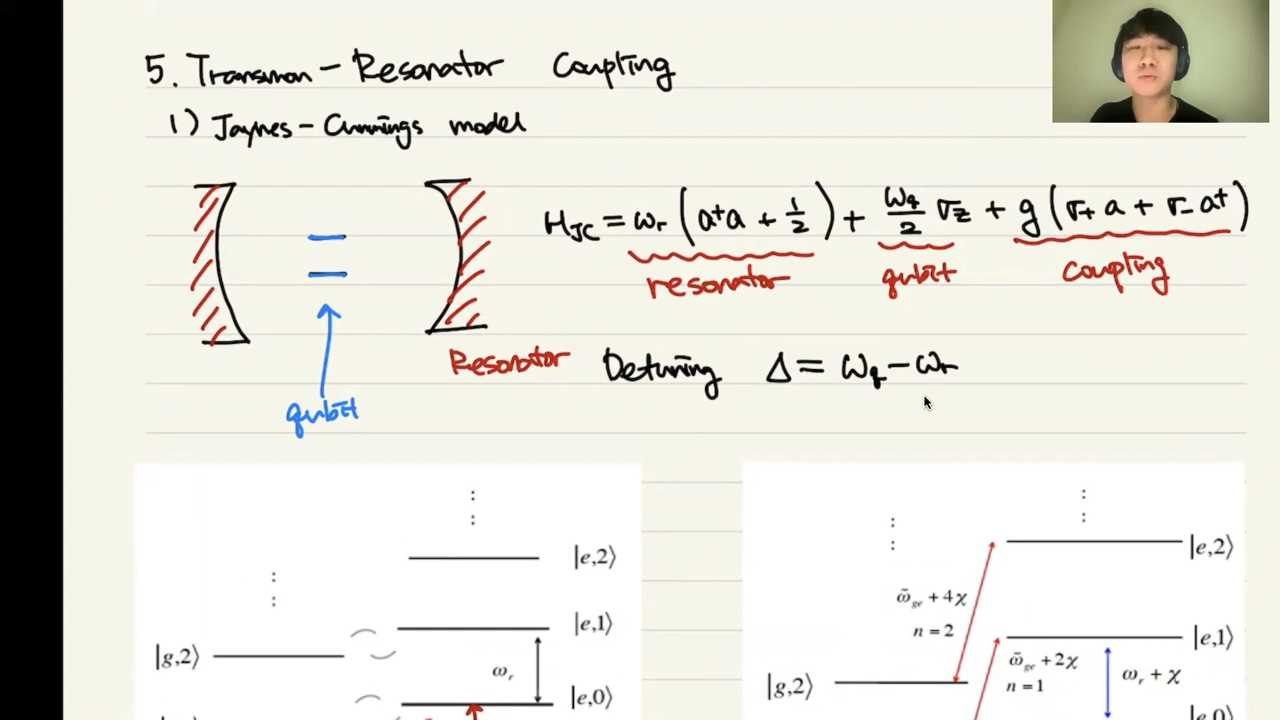 5. Transmon - Resonator Coupling
1) Jaynes - Cummings model
H_JC = ω_r (a†a + 1/2) + ω_q/2 σ_z + g (σ₊ a + σ₋ a†)
resonator qubit coupling
Resonator
Detuning Δ = ω_q − ω_r
qubit
⋮
|e,2⟩
⋮
|e,1⟩
|g,2⟩
ω_r
|e,0⟩
⋮
⋮
|e,2⟩
ω̃_ge + 4χ
n = 2
|e,1⟩
ω̃_ge + 2χ
n = 1
ω_r + χ
|g,2⟩
|e,0⟩